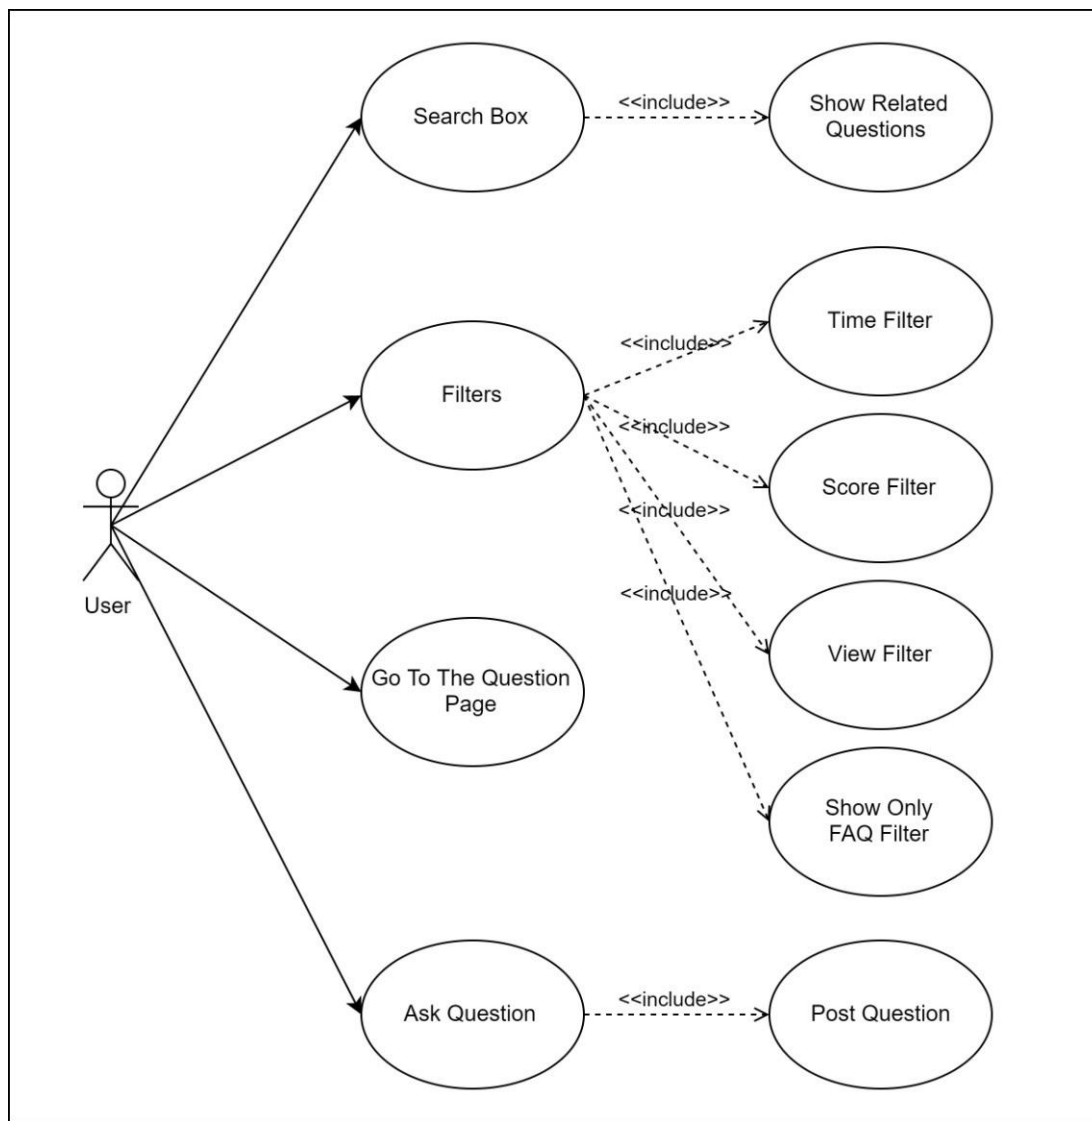 Search Box
<<include>>
Show Related
Questions
Filters
<<include>>
Time Filter
<<include>>
Score Filter
<<include>>
View Filter
<<include>>
Show Only
FAQ Filter
User
Go To The Question
Page
Ask Question
<<include>>
Post Question